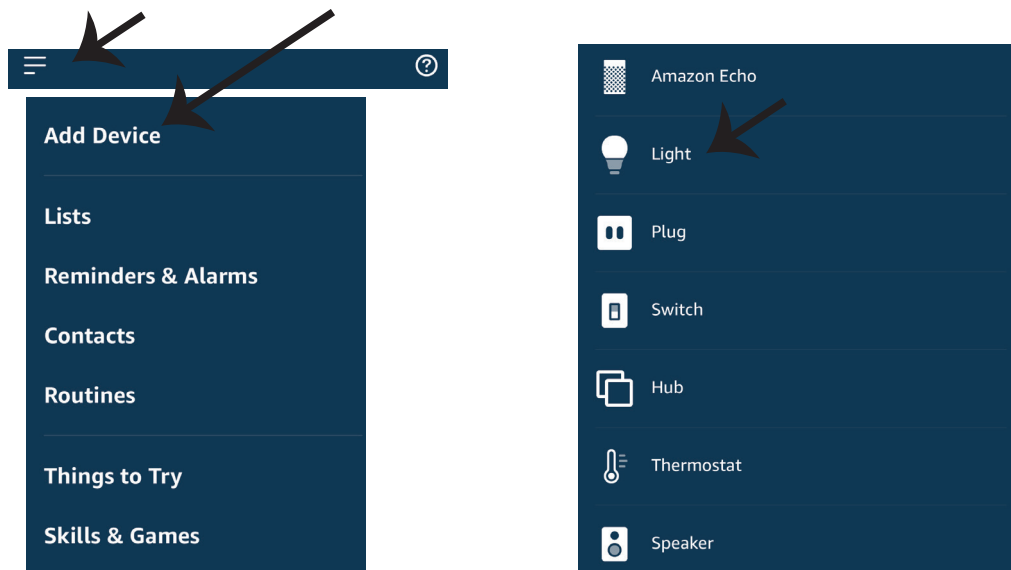 ?
Add Device
Lists
Reminders & Alarms
Contacts
Routines
Things to Try
Skills & Games
Amazon Echo
Light
Plug
Switch
Hub
Thermostat
Speaker